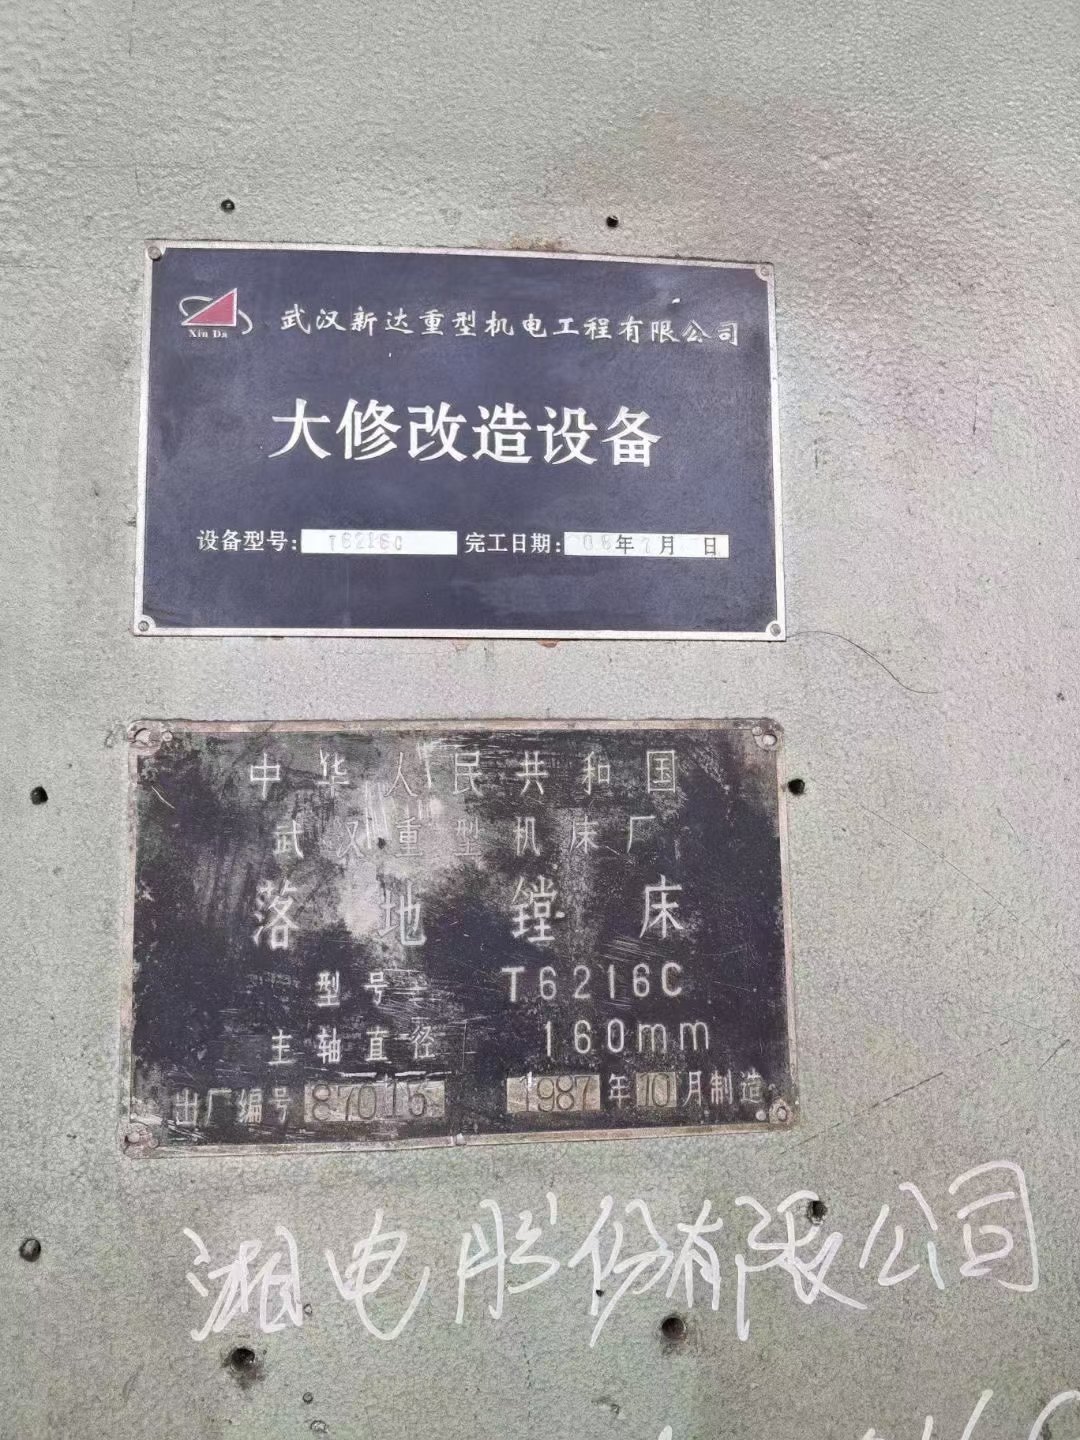 Xin Da
武汉新达重型机电工程有限公司
大修改造设备
设备型号: T6216C 完工日期: 08年7月 日
中华人民共和国
武汉重型机床厂
落地镗床
型号: T6216C
主轴直径 160mm
出厂编号 87015 1987年10月制造
湘电股份有限公司